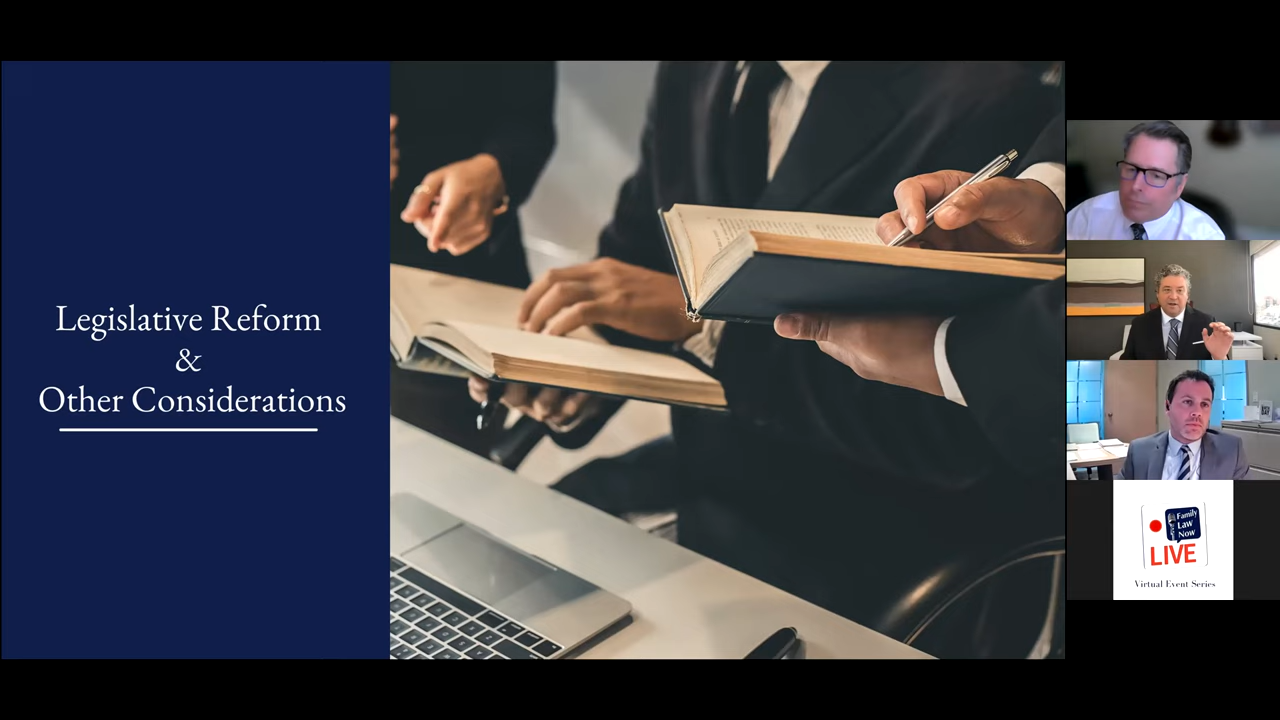 Legislative Reform
&
Other Considerations
Family
Law
Now
LIVE
Virtual Event Series